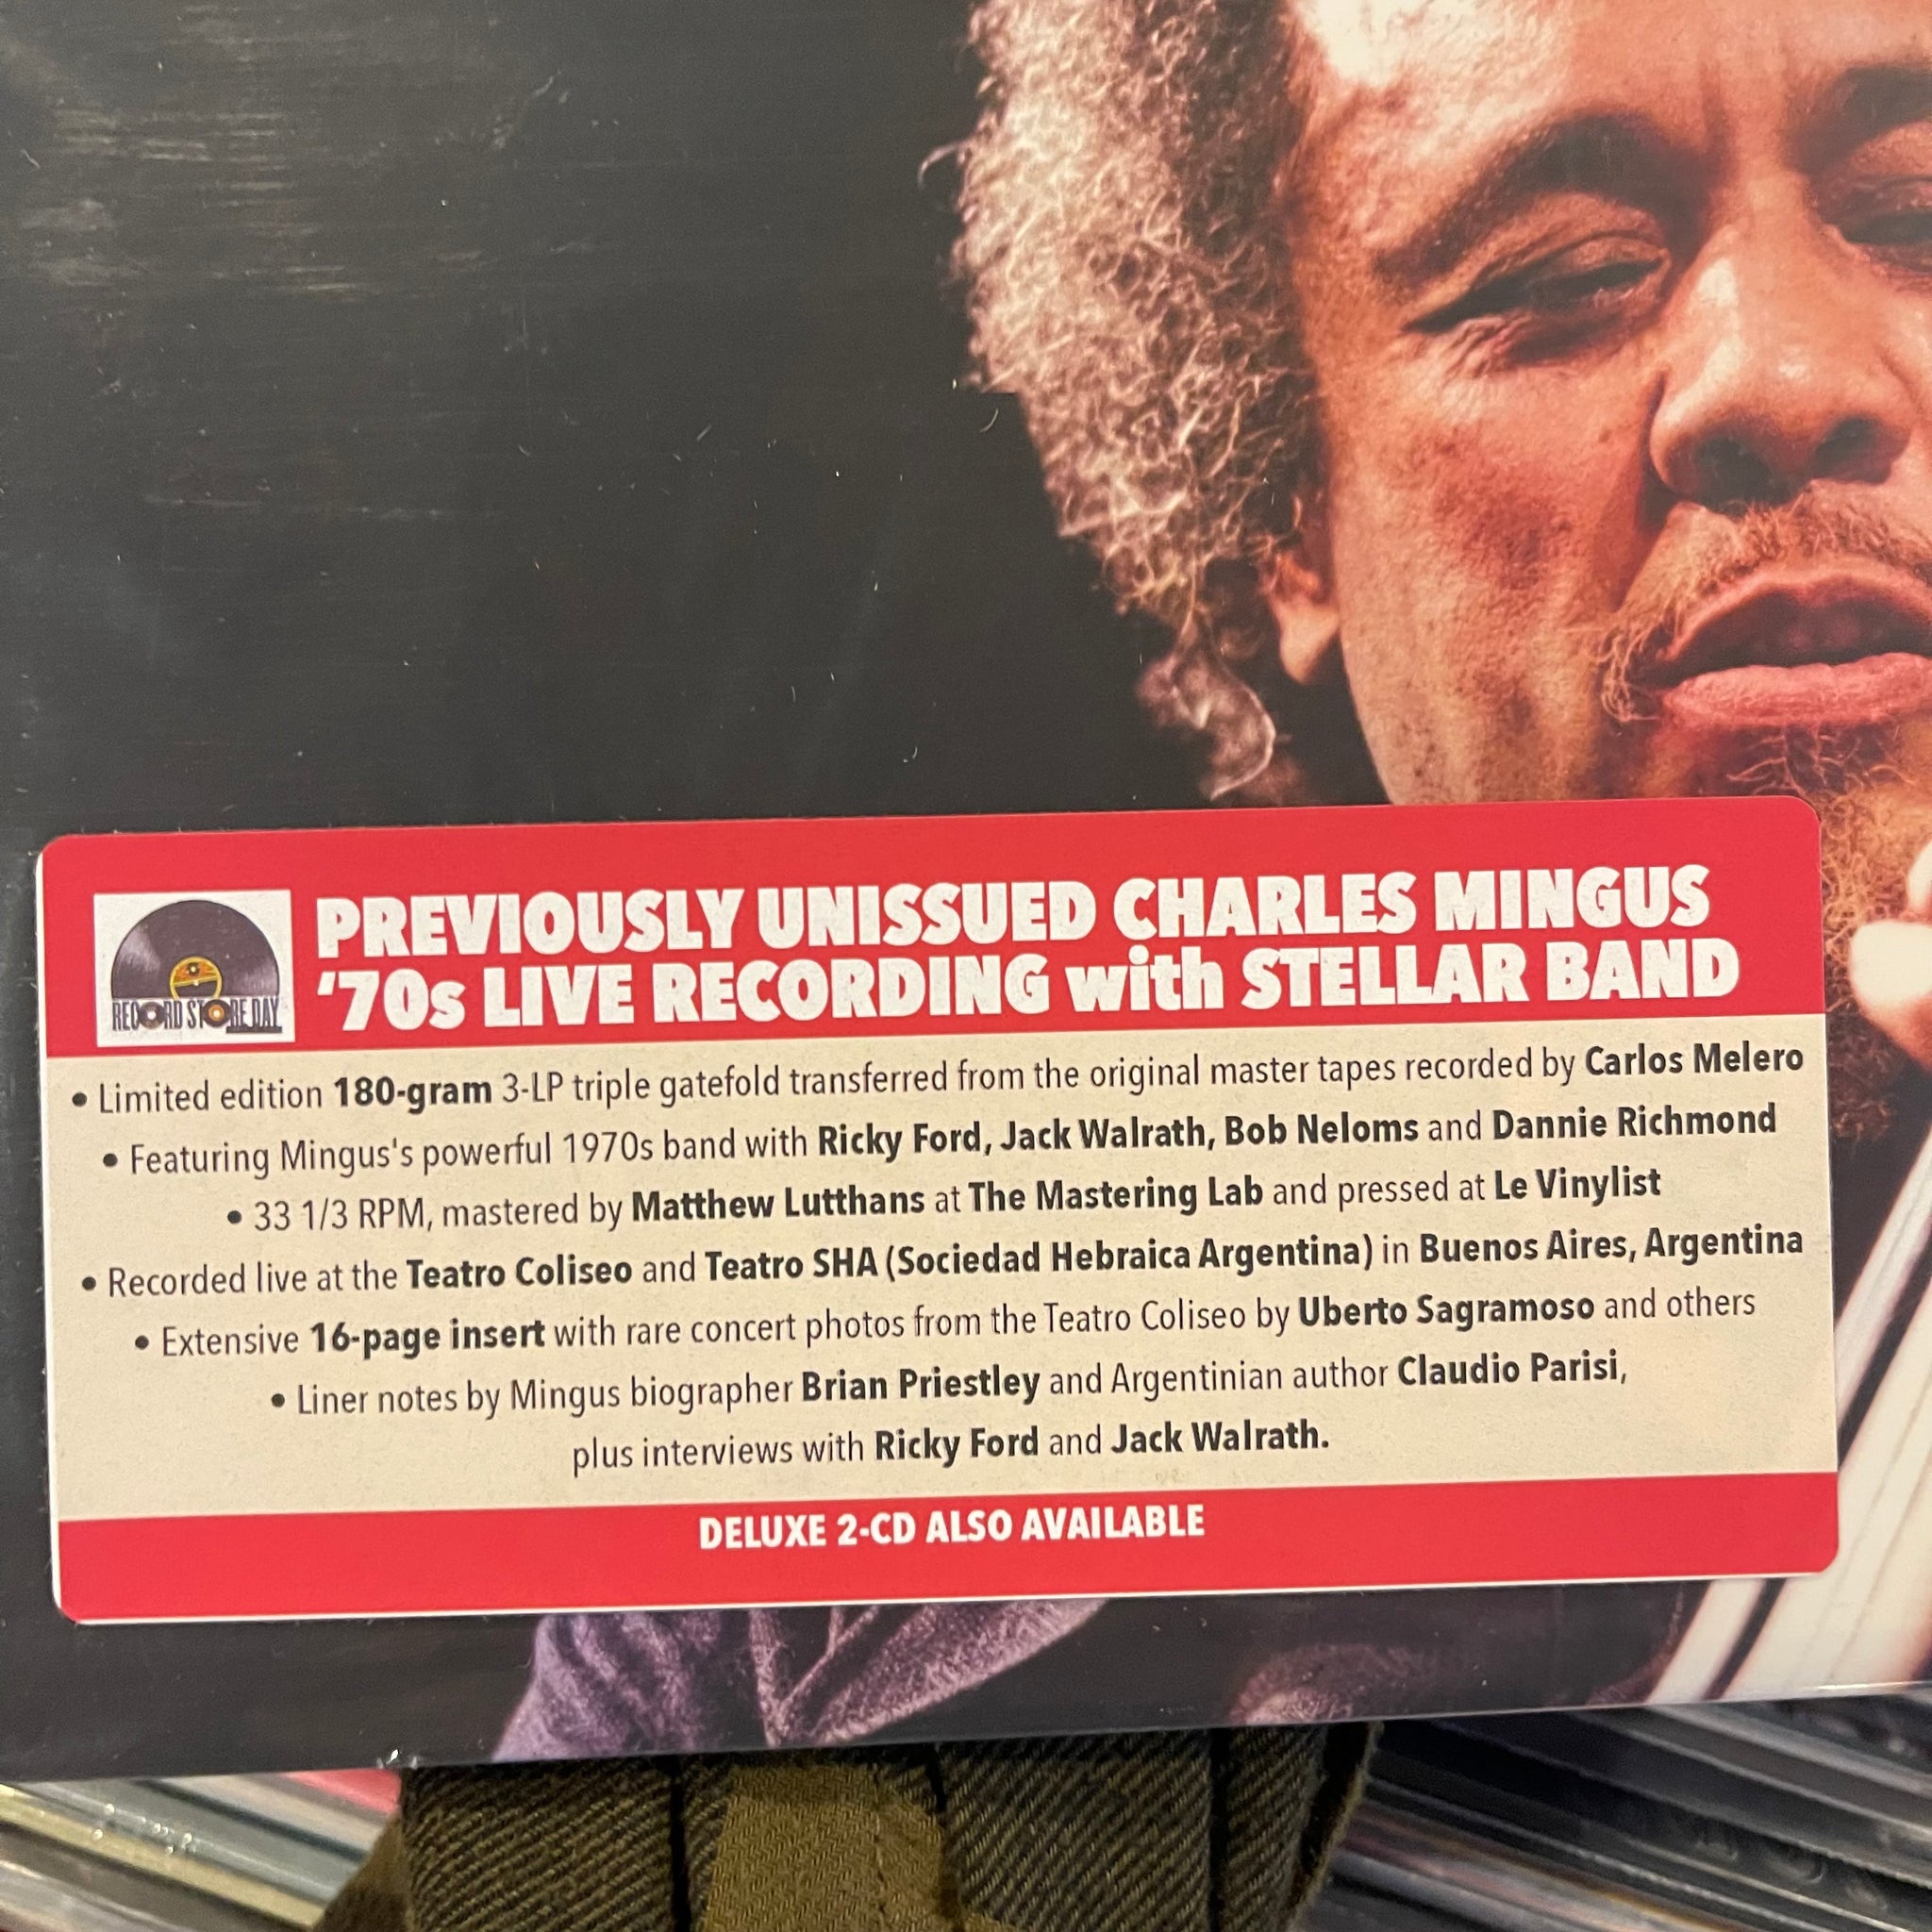 RECORD STORE DAY
PREVIOUSLY UNISSUED CHARLES MINGUS
'70s LIVE RECORDING with STELLAR BAND
• Limited edition 180-gram 3-LP triple gatefold transferred from the original master tapes recorded by Carlos Melero
• Featuring Mingus's powerful 1970s band with Ricky Ford, Jack Walrath, Bob Neloms and Dannie Richmond
• 33 1/3 RPM, mastered by Matthew Lutthans at The Mastering Lab and pressed at Le Vinylist
• Recorded live at the Teatro Coliseo and Teatro SHA (Sociedad Hebraica Argentina) in Buenos Aires, Argentina
• Extensive 16-page insert with rare concert photos from the Teatro Coliseo by Uberto Sagramoso and others
• Liner notes by Mingus biographer Brian Priestley and Argentinian author Claudio Parisi,
plus interviews with Ricky Ford and Jack Walrath.
DELUXE 2-CD ALSO AVAILABLE